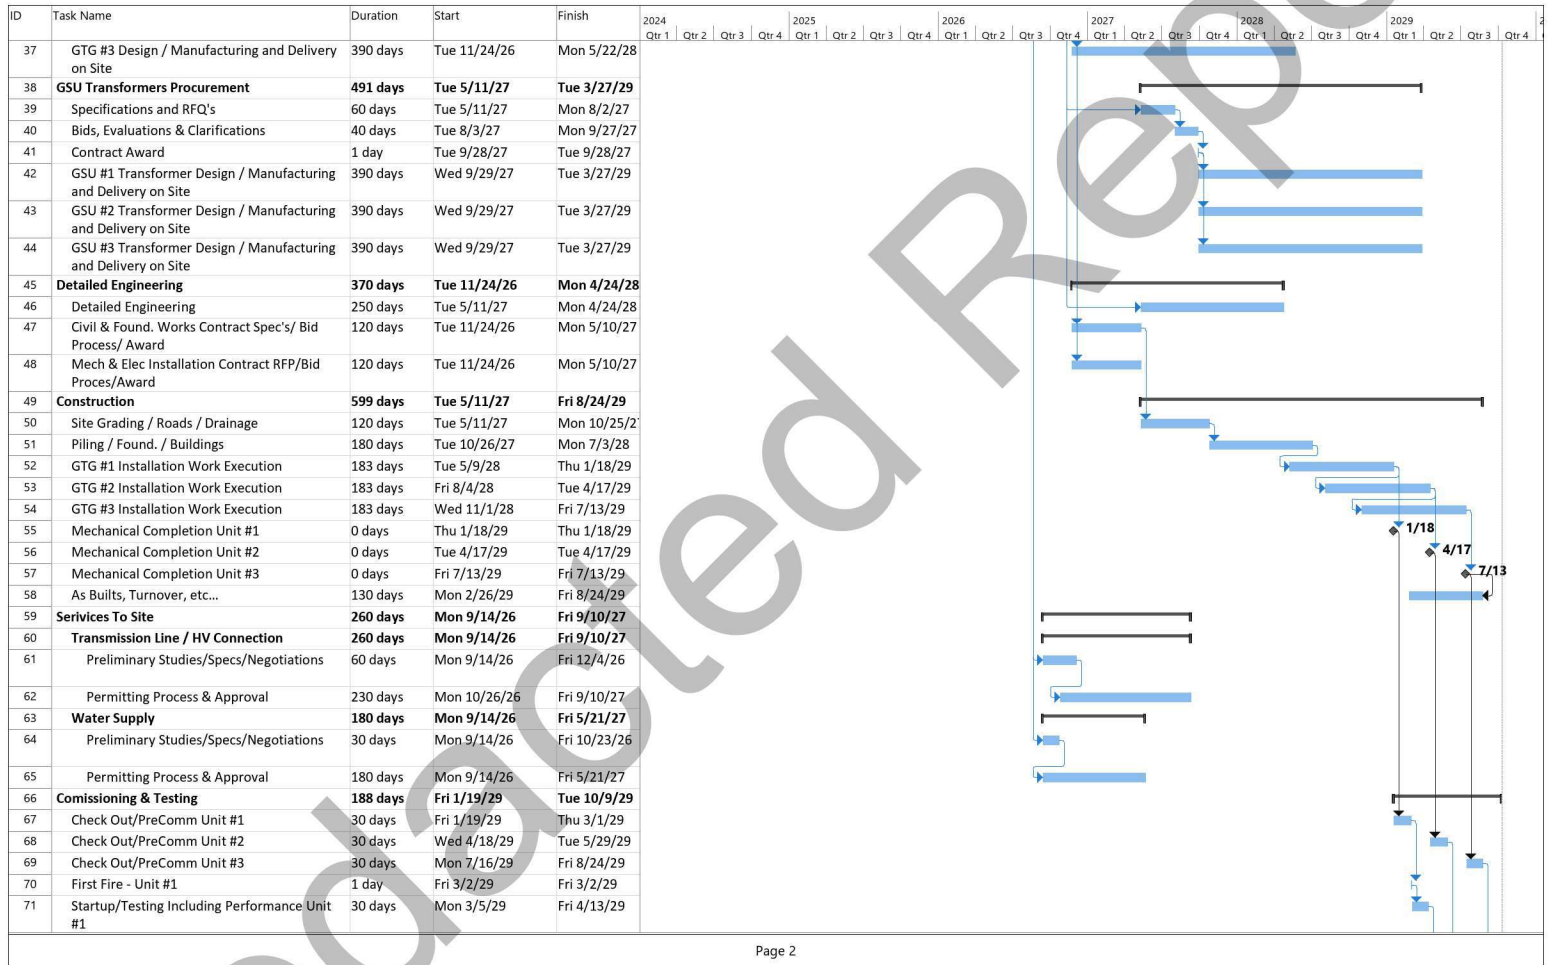 ID Task Name Duration Start Finish 2024 2025 2026 2027 2028 2029 2
Qtr 1 Qtr 2 Qtr 3 Qtr 4 Qtr 1 Qtr 2 Qtr 3 Qtr 4 Qtr 1 Qtr 2 Qtr 3 Qtr 4 Qtr 1 Qtr 2 Qtr 3 Qtr 4 Qtr 1 Qtr 2 Qtr 3 Qtr 4 Qtr 1 Qtr 2 Qtr 3 Qtr 4
37 GTG #3 Design / Manufacturing and Delivery 390 days Tue 11/24/26 Mon 5/22/28
on Site
38 GSU Transformers Procurement 491 days Tue 5/11/27 Tue 3/27/29
39 Specifications and RFQ's 60 days Tue 5/11/27 Mon 8/2/27
40 Bids, Evaluations & Clarifications 40 days Tue 8/3/27 Mon 9/27/27
41 Contract Award 1 day Tue 9/28/27 Tue 9/28/27
42 GSU #1 Transformer Design / Manufacturing 390 days Wed 9/29/27 Tue 3/27/29
and Delivery on Site
43 GSU #2 Transformer Design / Manufacturing 390 days Wed 9/29/27 Tue 3/27/29
and Delivery on Site
44 GSU #3 Transformer Design / Manufacturing 390 days Wed 9/29/27 Tue 3/27/29
and Delivery on Site
45 Detailed Engineering 370 days Tue 11/24/26 Mon 4/24/28
46 Detailed Engineering 250 days Tue 5/11/27 Mon 4/24/28
47 Civil & Found. Works Contract Spec's/ Bid 120 days Tue 11/24/26 Mon 5/10/27
Process/ Award
48 Mech & Elec Installation Contract RFP/Bid 120 days Tue 11/24/26 Mon 5/10/27
Proces/Award
49 Construction 599 days Tue 5/11/27 Fri 8/24/29
50 Site Grading / Roads / Drainage 120 days Tue 5/11/27 Mon 10/25/2
51 Piling / Found. / Buildings 180 days Tue 10/26/27 Mon 7/3/28
52 GTG #1 Installation Work Execution 183 days Tue 5/9/28 Thu 1/18/29
53 GTG #2 Installation Work Execution 183 days Fri 8/4/28 Tue 4/17/29
54 GTG #3 Installation Work Execution 183 days Wed 11/1/28 Fri 7/13/29
55 Mechanical Completion Unit #1 0 days Thu 1/18/29 Thu 1/18/29 1/18
56 Mechanical Completion Unit #2 0 days Tue 4/17/29 Tue 4/17/29 4/17
57 Mechanical Completion Unit #3 0 days Fri 7/13/29 Fri 7/13/29 7/13
58 As Builts, Turnover, etc... 130 days Mon 2/26/29 Fri 8/24/29
59 Serivices To Site 260 days Mon 9/14/26 Fri 9/10/27
60 Transmission Line / HV Connection 260 days Mon 9/14/26 Fri 9/10/27
61 Preliminary Studies/Specs/Negotiations 60 days Mon 9/14/26 Fri 12/4/26
62 Permitting Process & Approval 230 days Mon 10/26/26 Fri 9/10/27
63 Water Supply 180 days Mon 9/14/26 Fri 5/21/27
64 Preliminary Studies/Specs/Negotiations 30 days Mon 9/14/26 Fri 10/23/26
65 Permitting Process & Approval 180 days Mon 9/14/26 Fri 5/21/27
66 Comissioning & Testing 188 days Fri 1/19/29 Tue 10/9/29
67 Check Out/PreComm Unit #1 30 days Fri 1/19/29 Thu 3/1/29
68 Check Out/PreComm Unit #2 30 days Wed 4/18/29 Tue 5/29/29
69 Check Out/PreComm Unit #3 30 days Mon 7/16/29 Fri 8/24/29
70 First Fire - Unit #1 1 day Fri 3/2/29 Fri 3/2/29
71 Startup/Testing Including Performance Unit 30 days Mon 3/5/29 Fri 4/13/29
#1
Page 2
dacted Repo